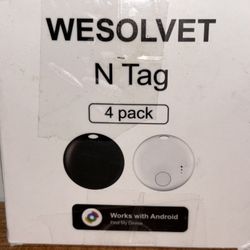 WESOLVET
N Tag
4 pack
Works with Android
Find My Device